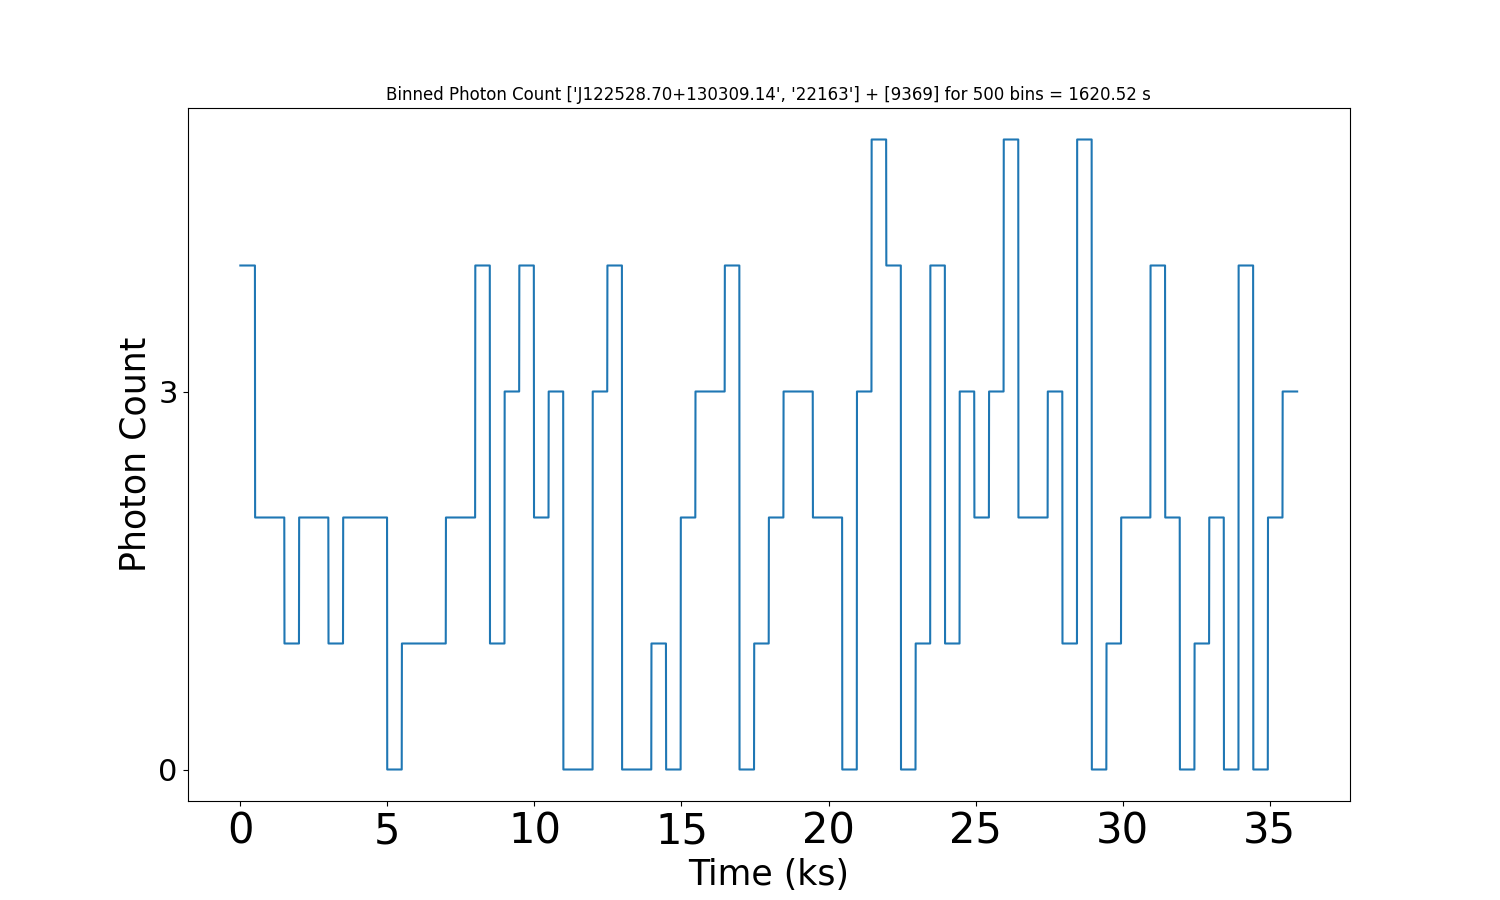 Binned Photon Count ['J122528.70+130309.14', '22163'] + [9369] for 500 bins = 1620.52 s
Photon Count
3
0
0 5 10 15 20 25 30 35
Time (ks)